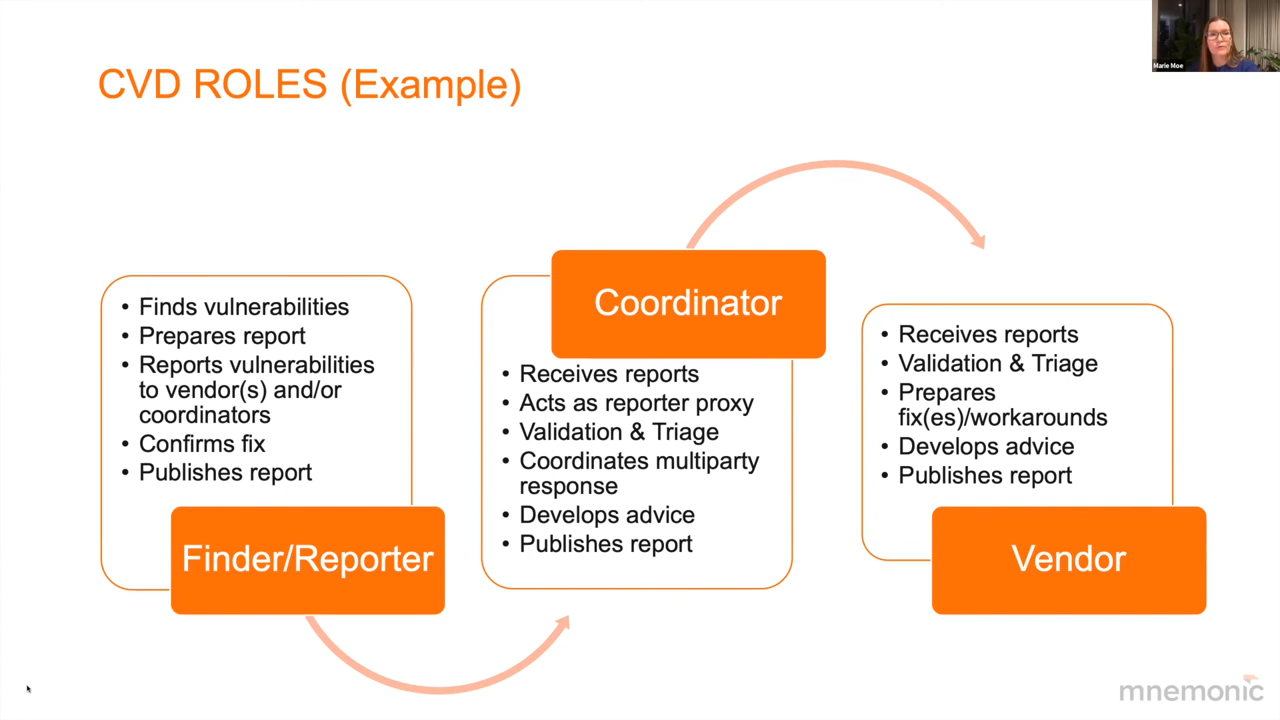 Marie Moe
CVD ROLES (Example)
• Finds vulnerabilities
• Prepares report
• Reports vulnerabilities
to vendor(s) and/or
coordinators
• Confirms fix
• Publishes report
Finder/Reporter
Coordinator
• Receives reports
• Acts as reporter proxy
• Validation & Triage
• Coordinates multiparty
response
• Develops advice
• Publishes report
• Receives reports
• Validation & Triage
• Prepares
fix(es)/workarounds
• Develops advice
• Publishes report
Vendor
mnemonic